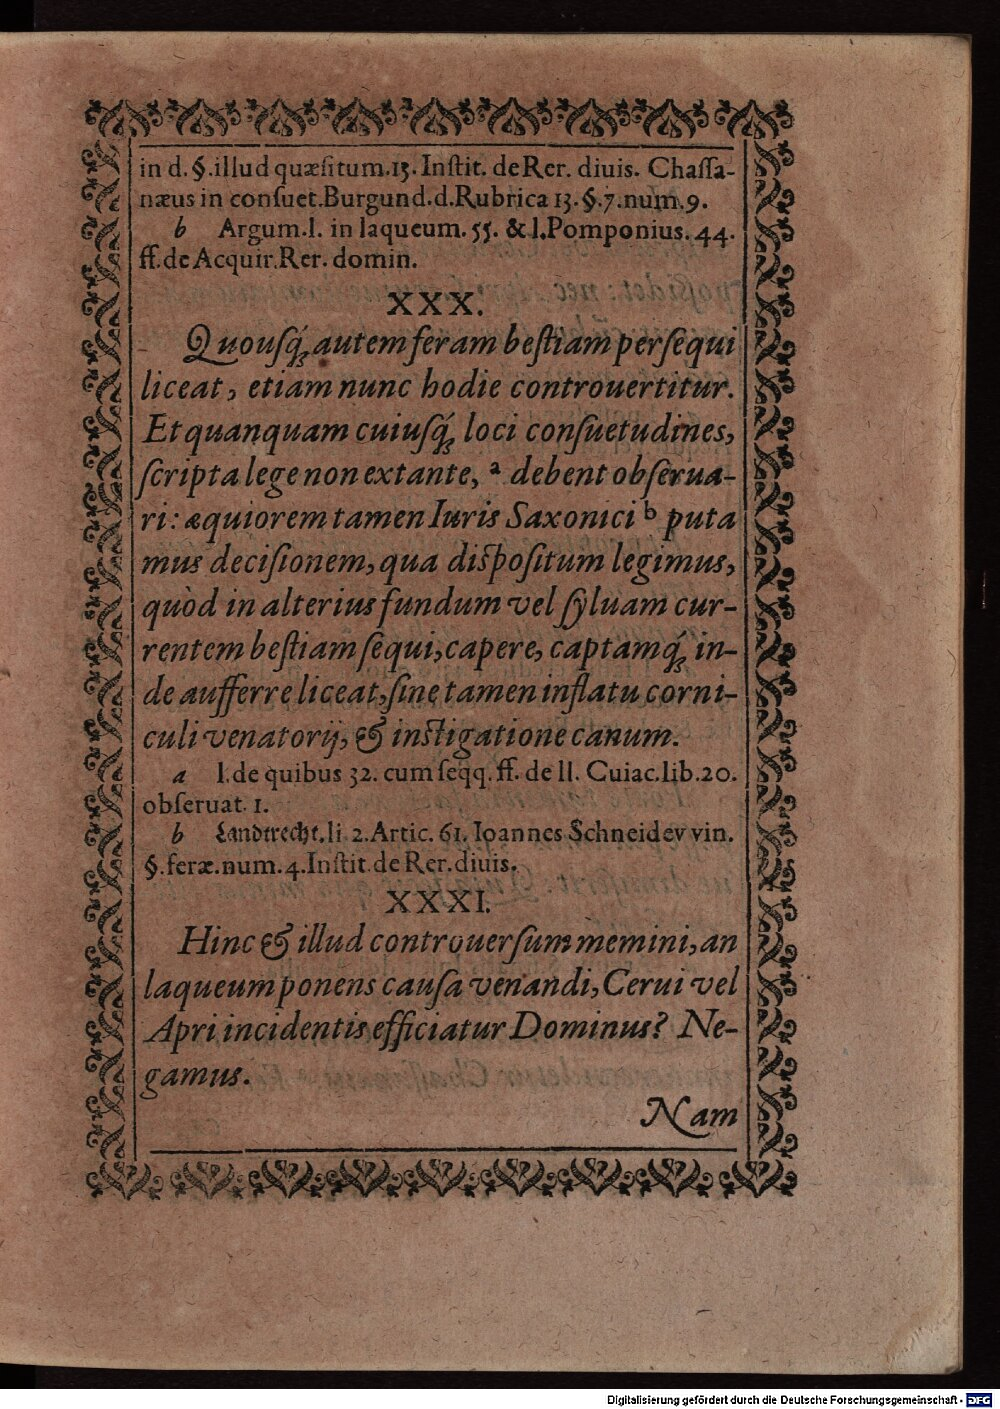 in d. §. illud quæsitum. 13. Instit. de Rer. diuis. Chassa-
næus in consuet. Burgund. d. Rubrica 13. §. 7. num. 9.
b Argum. l. in laqueum. 55. & l. Pomponius. 44.
ff. de Acquir. Rer. domin.
XXX.
Quousq́; autem feram bestiam persequi
liceat, etiam nunc hodie controuertitur.
Et quanquam cuiusq́; loci consuetudines,
scripta lege non extante, a debent obserua-
ri: æquiorem tamen Iuris Saxonici b puta
mus decisionem, qua dispositum legimus,
quòd in alterius fundum vel syluam cur-
rentem bestiam sequi, capere, captamq́; in-
de aufferre liceat, sine tamen inflatu corni-
culi venatorij, & instigatione canum.
a l. de quibus 32. cum seqq. ff. de ll. Cuiac. lib. 20.
obseruat. 1.
b Landtrecht. li 2. Artic. 61. Ioannes Schneidevvin.
§. feræ. num. 4. Instit de Rer. diuis.
XXXI.
Hinc & illud controuersum memini, an
laqueum ponens causa venandi, Cerui vel
Apri incidentis efficiatur Dominus? Ne-
gamus.
Nam
Digitalisierung gefördert durch die Deutsche Forschungsgemeinschaft - DFG